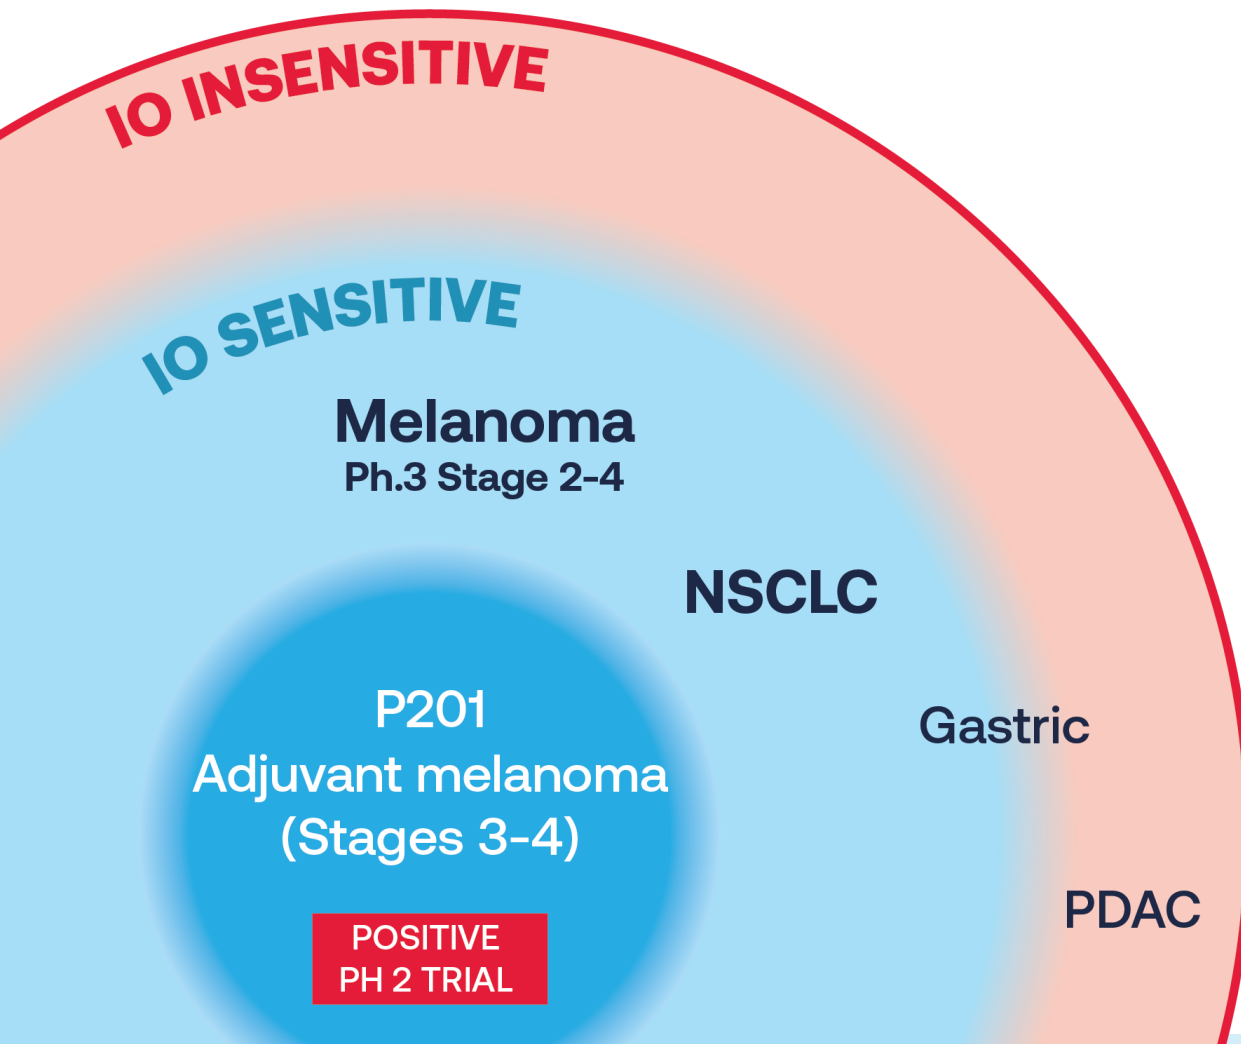 IO INSENSITIVE
IO SENSITIVE
Melanoma
Ph.3 Stage 2-4
NSCLC
P201
Gastric
Adjuvant melanoma
(Stages 3-4)
PDAC
POSITIVE
PH 2 TRIAL